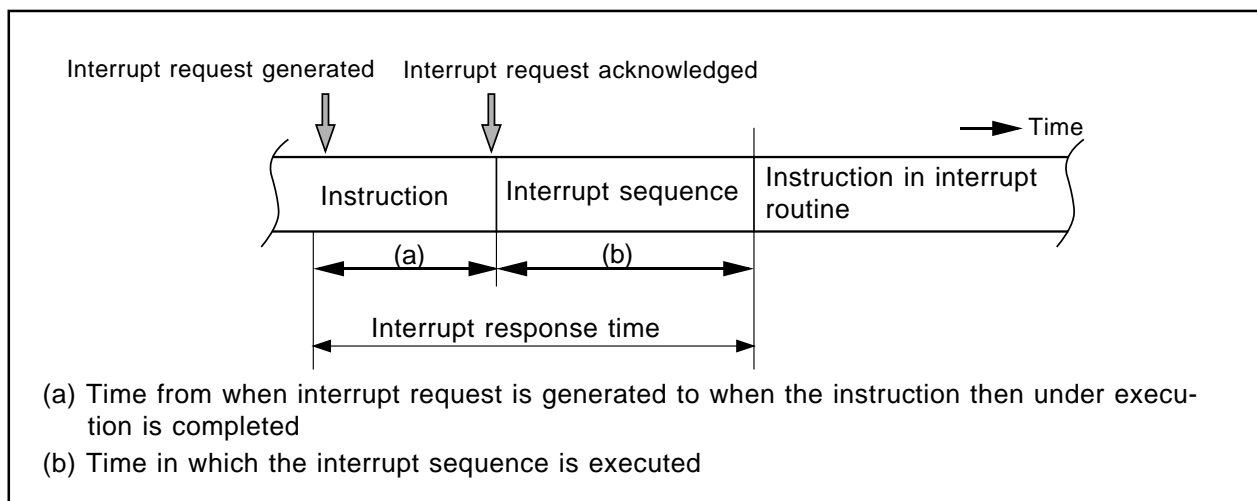 Interrupt request generated
Interrupt request acknowledged
Time
Instruction
Interrupt sequence
Instruction in interrupt
routine
(a)
(b)
Interrupt response time
(a) Time from when interrupt request is generated to when the instruction then under execu-
tion is completed
(b) Time in which the interrupt sequence is executed